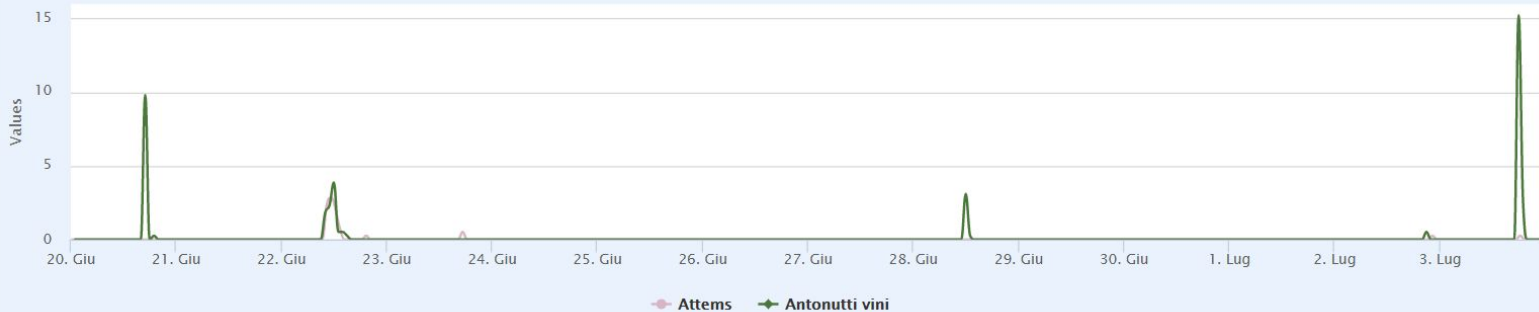 15
10
5
0
Values
20. Giu 21. Giu 22. Giu 23. Giu 24. Giu 25. Giu 26. Giu 27. Giu 28. Giu 29. Giu 30. Giu 1. Lug 2. Lug 3. Lug
Attems Antonutti vini